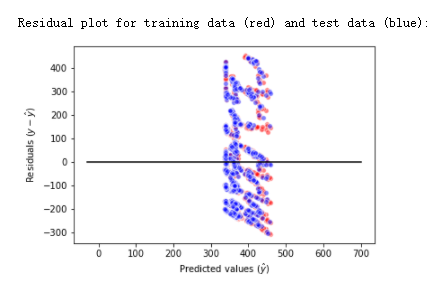 Residual plot for training data (red) and test data (blue):
400
300
200
100
0
−100
−200
−300
Residuals (y − ŷ)
0 100 200 300 400 500 600 700
Predicted values (ŷ)